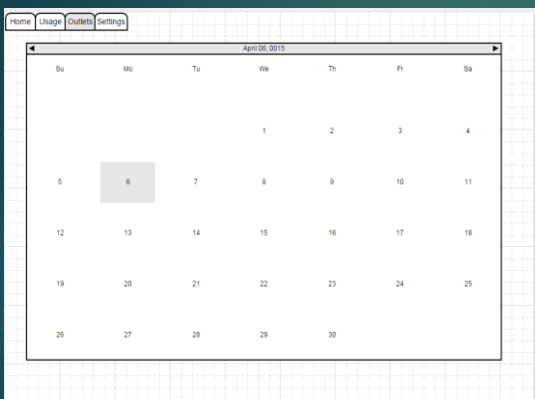 Home Usage Outlets Settings
April 06, 0015
Su Mo Tu We Th Fr Sa
1 2 3 4
5 6 7 8 9 10 11
12 13 14 15 16 17 18
19 20 21 22 23 24 25
26 27 28 29 30